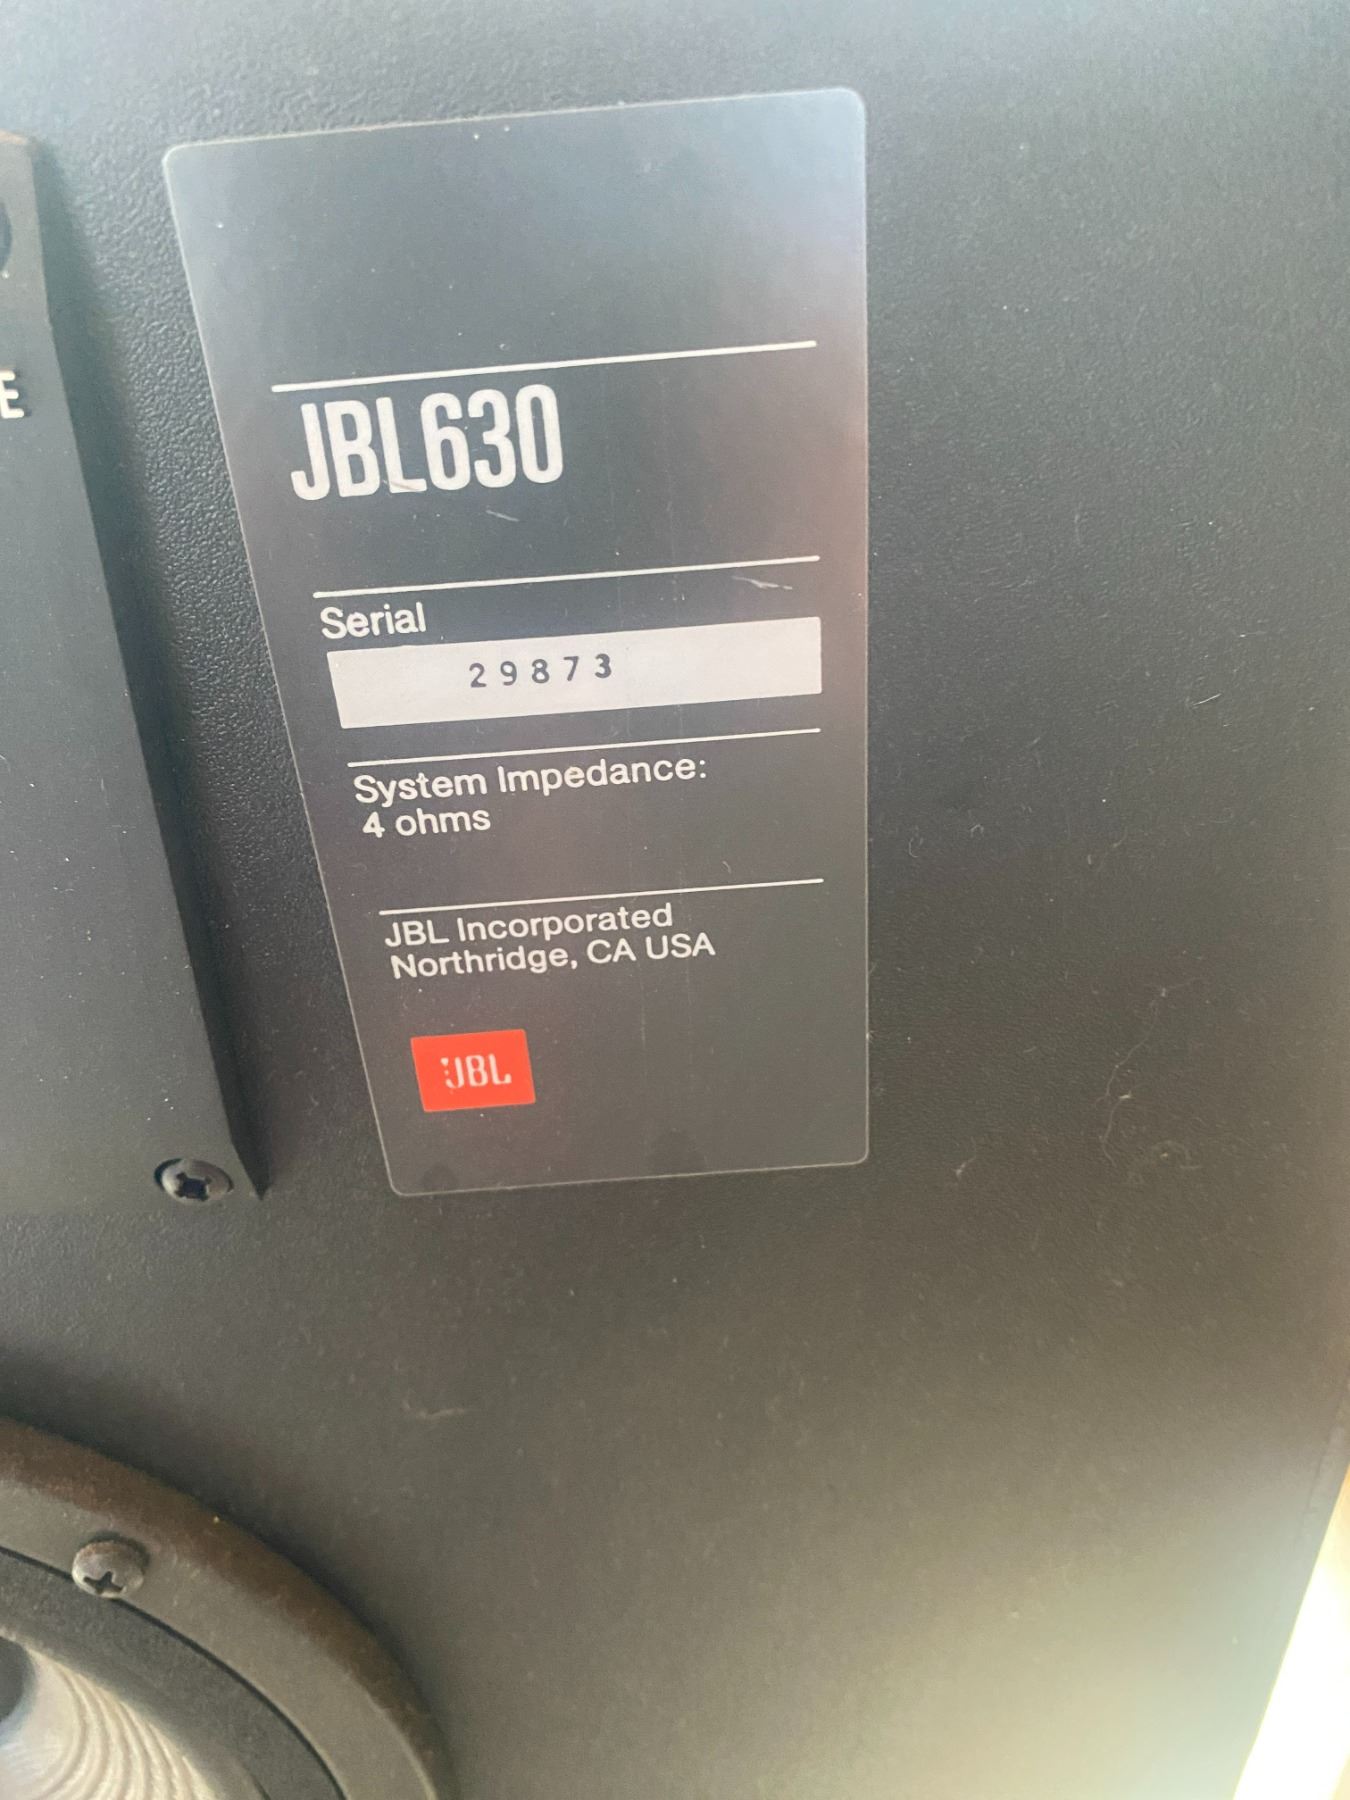 E
JBL630
Serial
29873
System Impedance:
4 ohms
JBL Incorporated
Northridge, CA USA
JBL